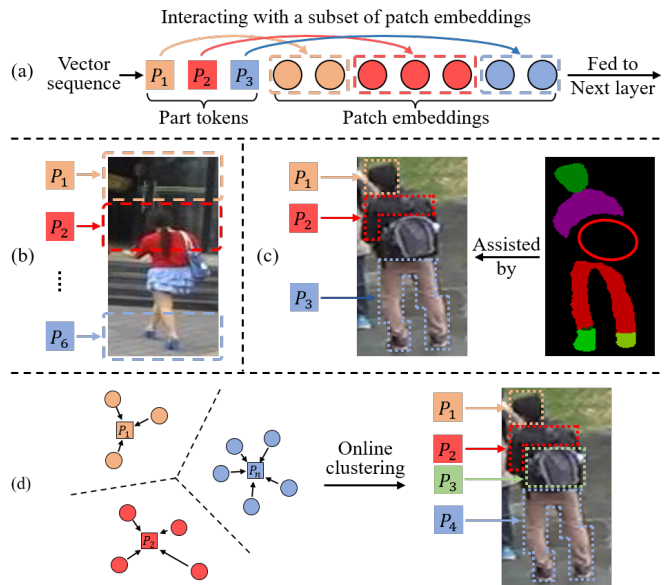 Interacting with a subset of patch embeddings
(a)
Vector
sequence
P₁ P₂ P₃
Fed to
Next layer
Part tokens
Patch embeddings
(b)
P₁
P₂
....
P₆
(c)
P₁
P₂
P₃
Assisted
by
(d)
P₁
Pₙ
P₂
Online
clustering
P₁
P₂
P₃
P₄